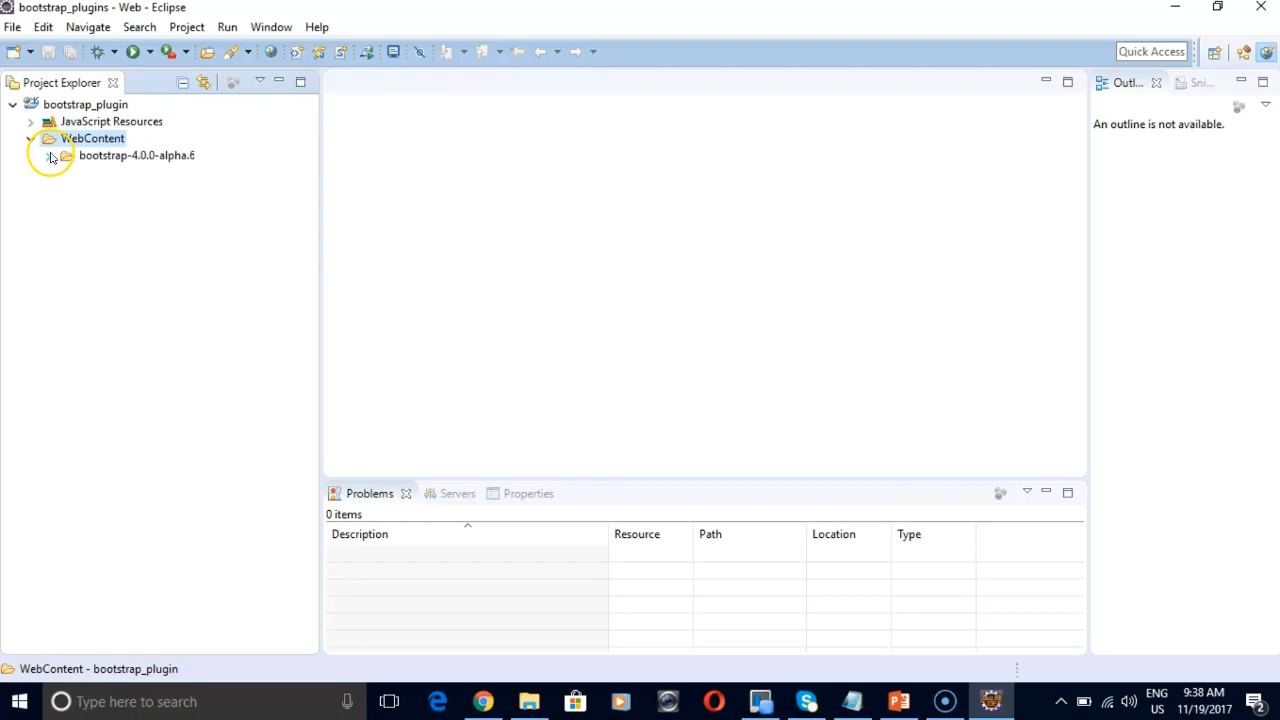 bootstrap_plugins - Web - Eclipse
File Edit Navigate Search Project Run Window Help
Quick Access
Project Explorer
Outl...
Sni...
bootstrap_plugin
JavaScript Resources
WebContent
bootstrap-4.0.0-alpha.6
An outline is not available.
Problems Servers Properties
0 items
Description Resource Path Location Type
WebContent - bootstrap_plugin
Type here to search
ENG
US
9:38 AM
11/19/2017
2